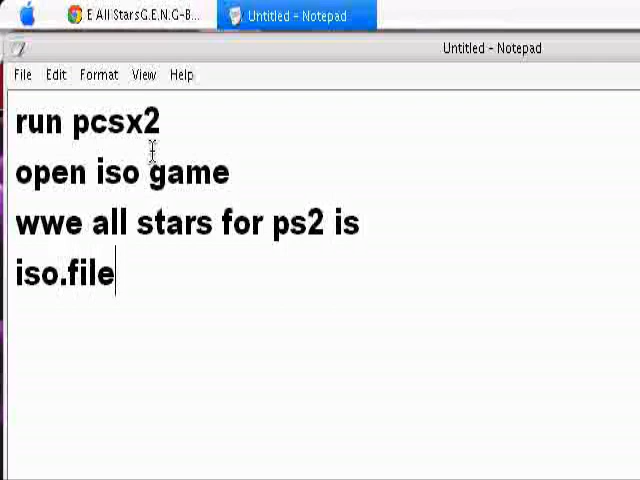 E All StarsG.E.N.G-B... Untitled - Notepad
Untitled - Notepad
File Edit Format View Help
run pcsx2
open iso game
wwe all stars for ps2 is
iso.file